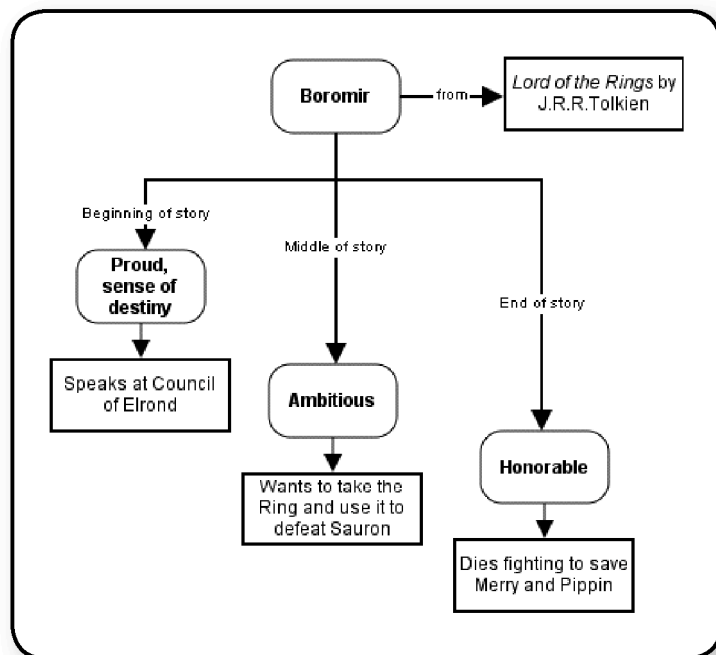 Boromir
from
Lord of the Rings by
J.R.R.Tolkien
Beginning of story
Proud,
sense of
destiny
Speaks at Council
of Elrond
Middle of story
Ambitious
Wants to take the
Ring and use it to
defeat Sauron
End of story
Honorable
Dies fighting to save
Merry and Pippin